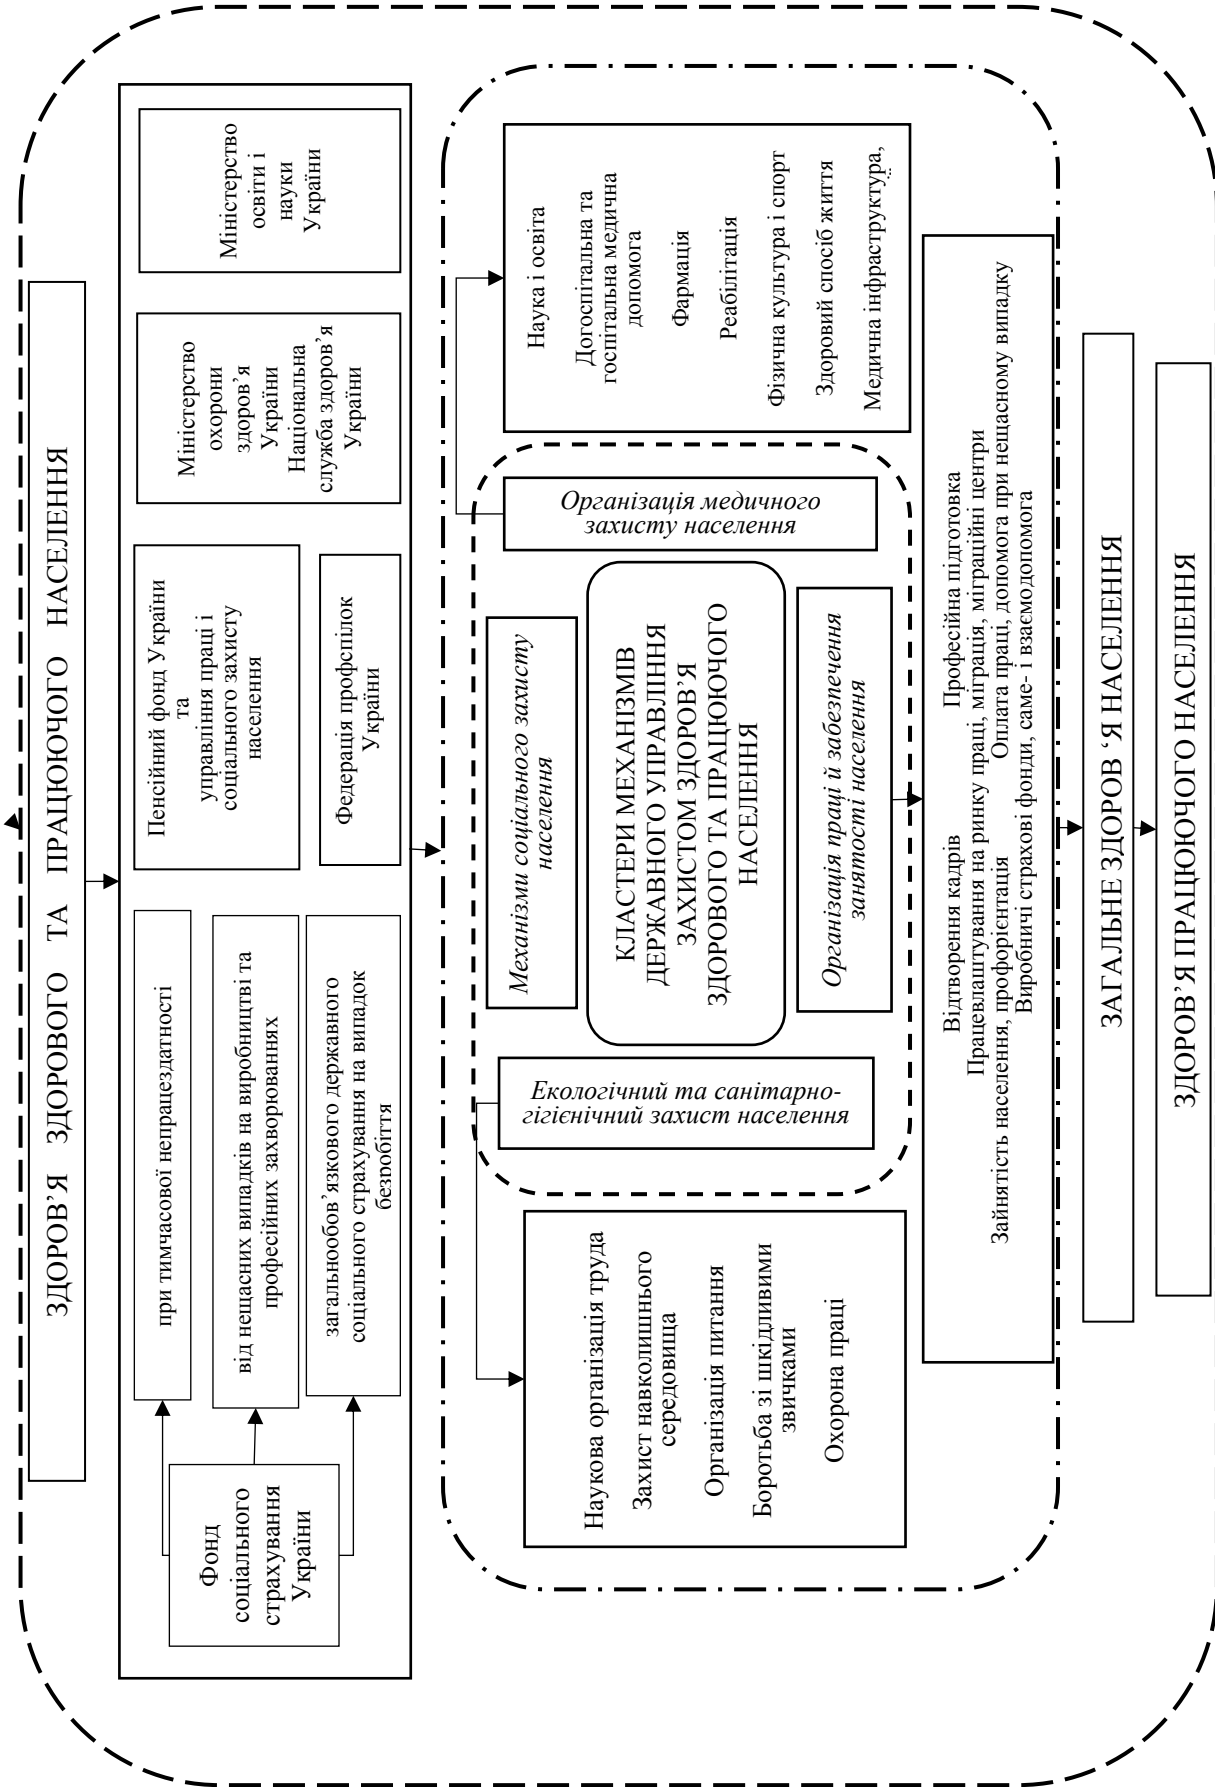 ЗДОРОВ'Я ЗДОРОВОГО ТА ПРАЦЮЮЧОГО НАСЕЛЕННЯ
Фонд
соціального
страхування
України
при тимчасової непрацездатності
від нещасних випадків на виробництві та
професійних захворюваннях
загальнообов’язкового державного
соціального страхування на випадок
безробіття
Пенсійний фонд України
та
управління праці і
соціального захисту
населення
Федерація профспілок
України
Міністерство
охорони
здоров’я
України
Національна
служба здоров’я
України
Міністерство
освіти і
науки
України
Наукова організація труда
Захист навколишнього
середовища
Організація питання
Боротьба зі шкідливими
звичками
Охорона праці
Екологічний та санітарно-
гігієнічний захист населення
Механізми соціального захисту
населення
КЛАСТЕРИ МЕХАНІЗМІВ
ДЕРЖАВНОГО УПРАВЛІННЯ
ЗАХИСТОМ ЗДОРОВ’Я
ЗДОРОВОГО ТА ПРАЦЮЮЧОГО
НАСЕЛЕННЯ
Організація праці й забезпечення
занятості населення
Організація медичного
захисту населення
Наука і освіта
Догоспітальна та
госпітальна медична
допомога
Фармація
Реабілітація
Фізична культура і спорт
Здоровий спосіб життя
Медична інфраструктура,
...
Відтворення кадрів Професійна підготовка
Працевлаштування на ринку праці, міграція, міграційні центри
Зайнятість населення, профорієнтація Оплата праці, допомога при нещасному випадку
Виробничі страхові фонди, саме- і взаємодопомога
ЗАГАЛЬНЕ ЗДОРОВ ‘Я НАСЕЛЕННЯ
ЗДОРОВ’Я ПРАЦЮЮЧОГО НАСЕЛЕННЯ